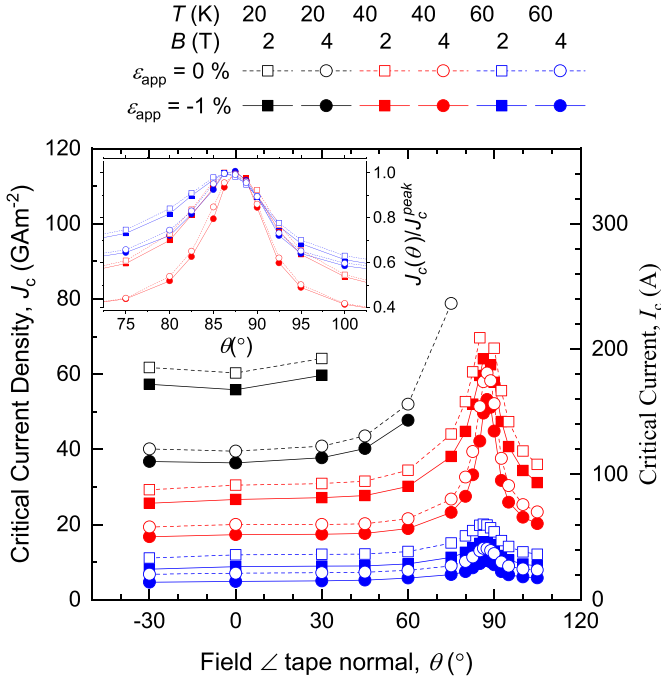 T (K) 20 20 40 40 60 60
B (T) 2 4 2 4 2 4
εapp = 0 %
εapp = -1 %
120
100
80
60
40
20
0
Critical Current Density, Jc (GAm-2)
-30 0 30 60 90 120
Field ∠ tape normal, θ (°)
300
200
100
0
Critical Current, Ic (A)
1.0
0.8
0.6
0.4
Jc(θ)/Jcpeak
75 80 85 90 95 100
θ(°)